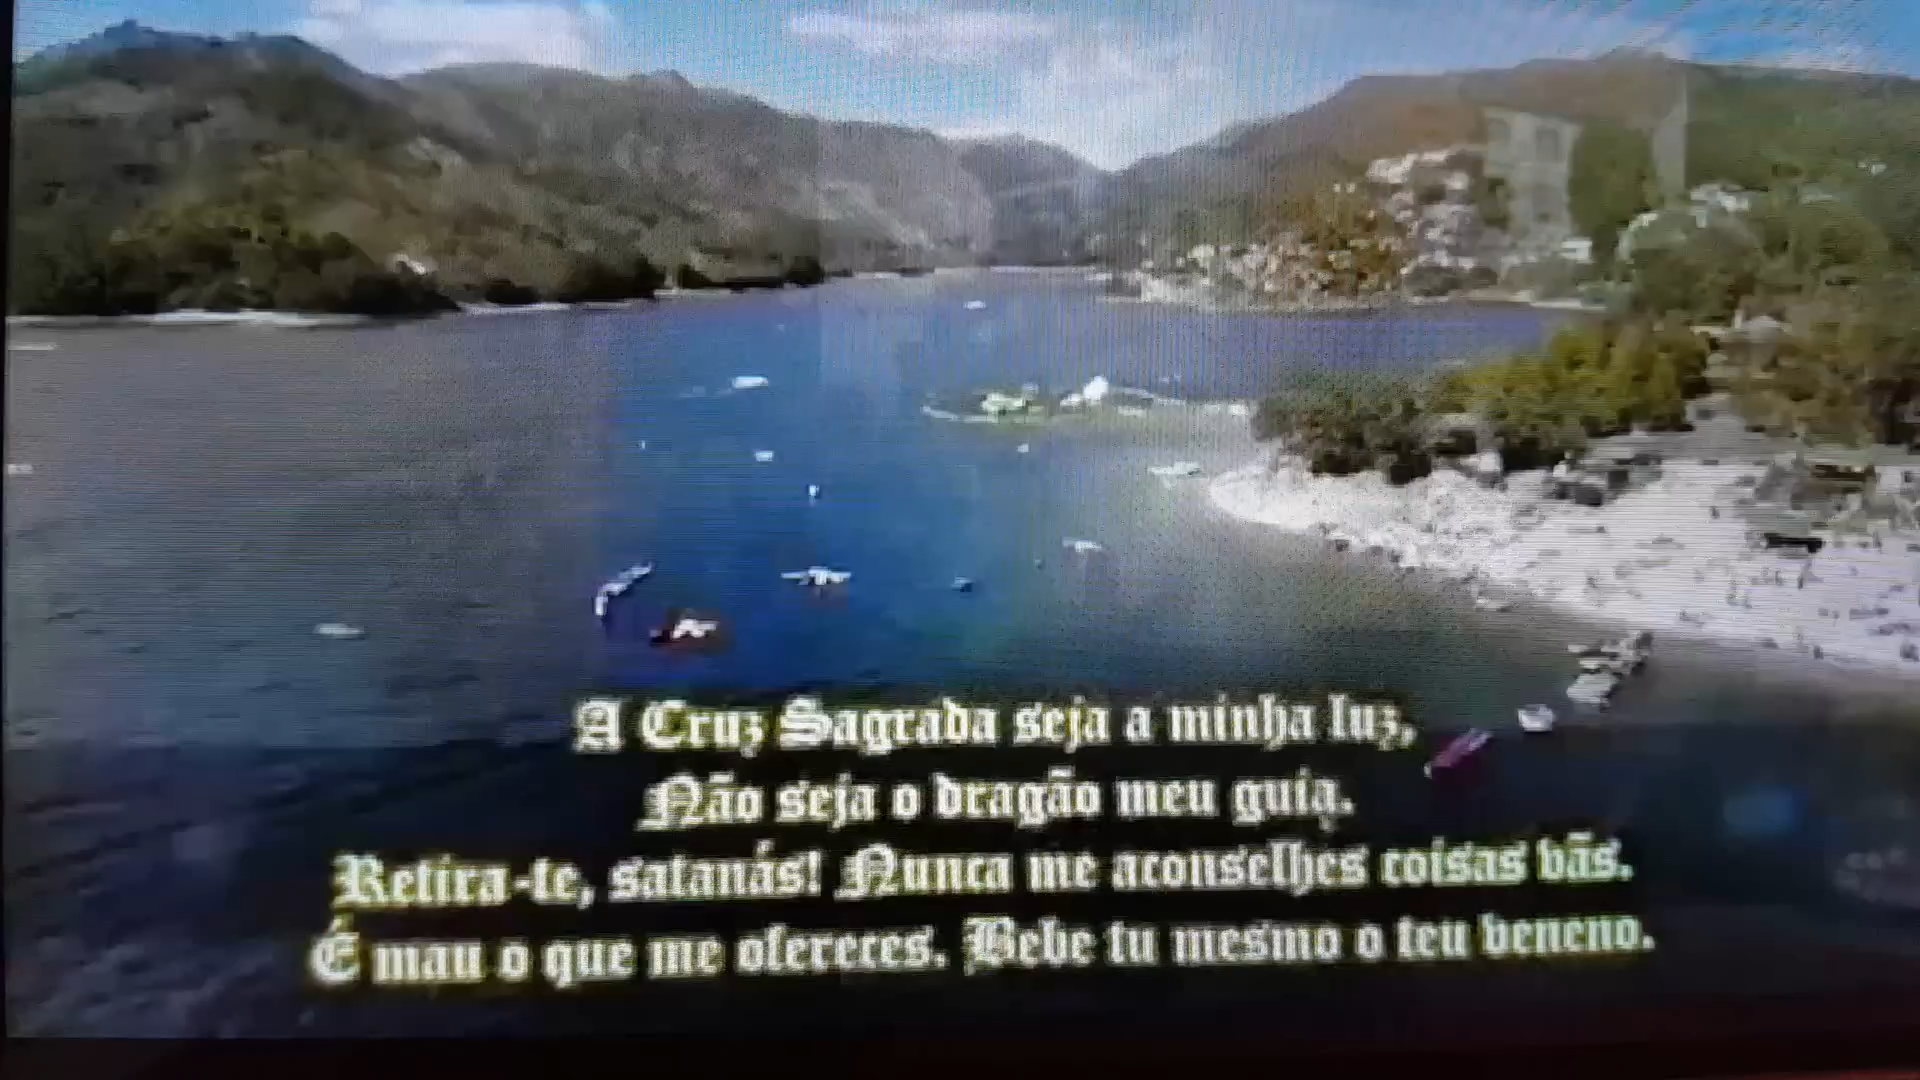 A Cruz Sagrada seja a minha luz,
Não seja o dragão meu guia.
Retira-te, satanás! Nunca me aconselhes coisas vãs.
É mau o que me ofereces. Bebe tu mesmo o teu veneno.